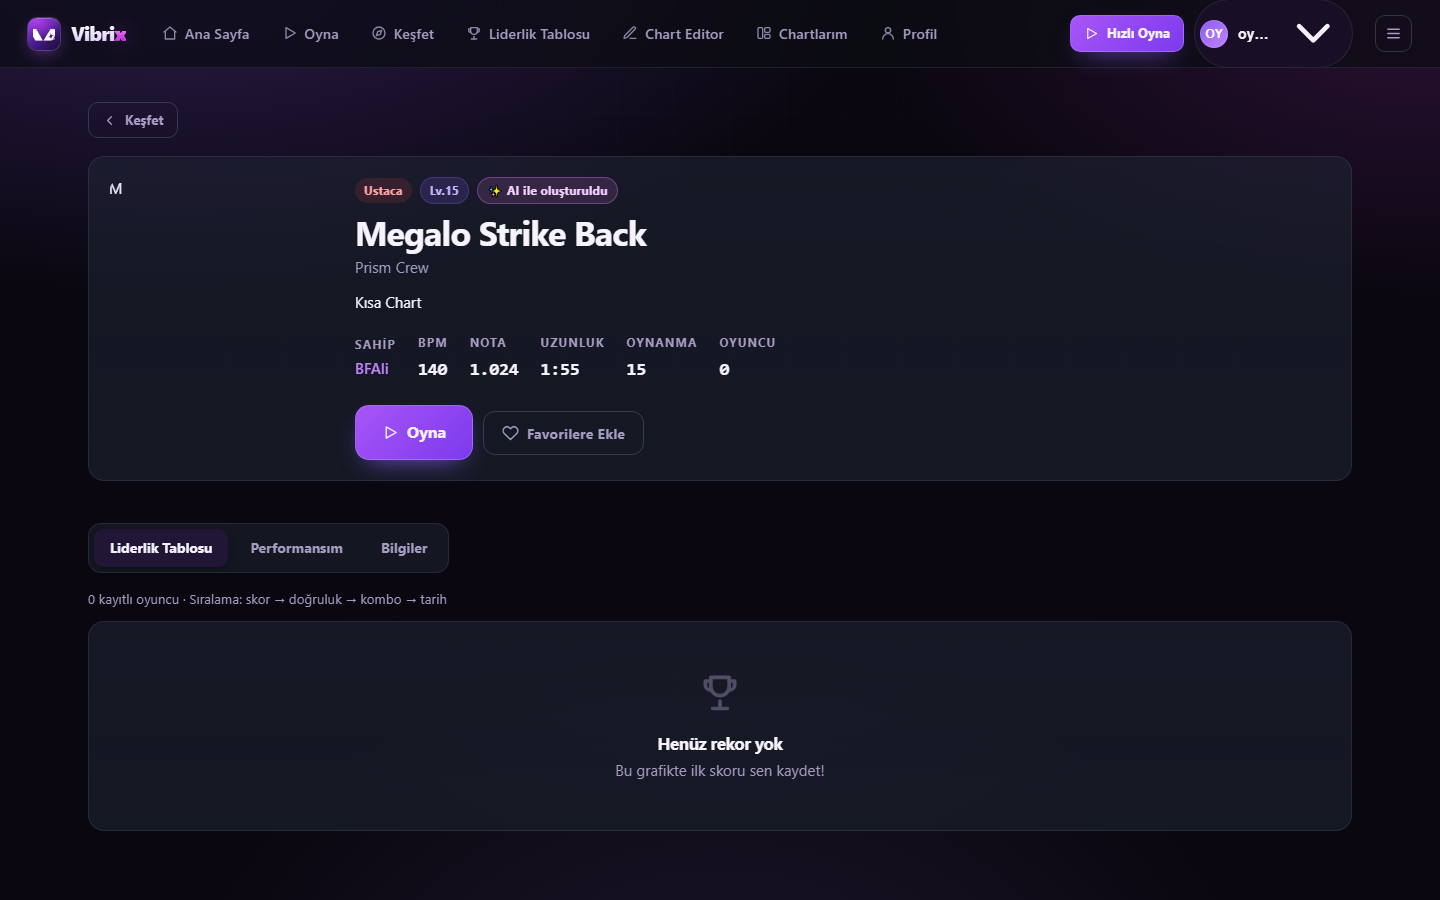 Vibrix
Ana Sayfa
Oyna
Keşfet
Liderlik Tablosu
Chart Editor
Chartlarım
Profil
Hızlı Oyna
OY
oy...
Keşfet
M
Ustaca
Lv.15
✨ AI ile oluşturuldu
Megalo Strike Back
Prism Crew
Kısa Chart
SAHİP
BFAli
BPM
140
NOTA
1.024
UZUNLUK
1:55
OYNANMA
15
OYUNCU
0
Oyna
Favorilere Ekle
Liderlik Tablosu
Performansım
Bilgiler
0 kayıtlı oyuncu · Sıralama: skor → doğruluk → kombo → tarih
Henüz rekor yok
Bu grafikte ilk skoru sen kaydet!